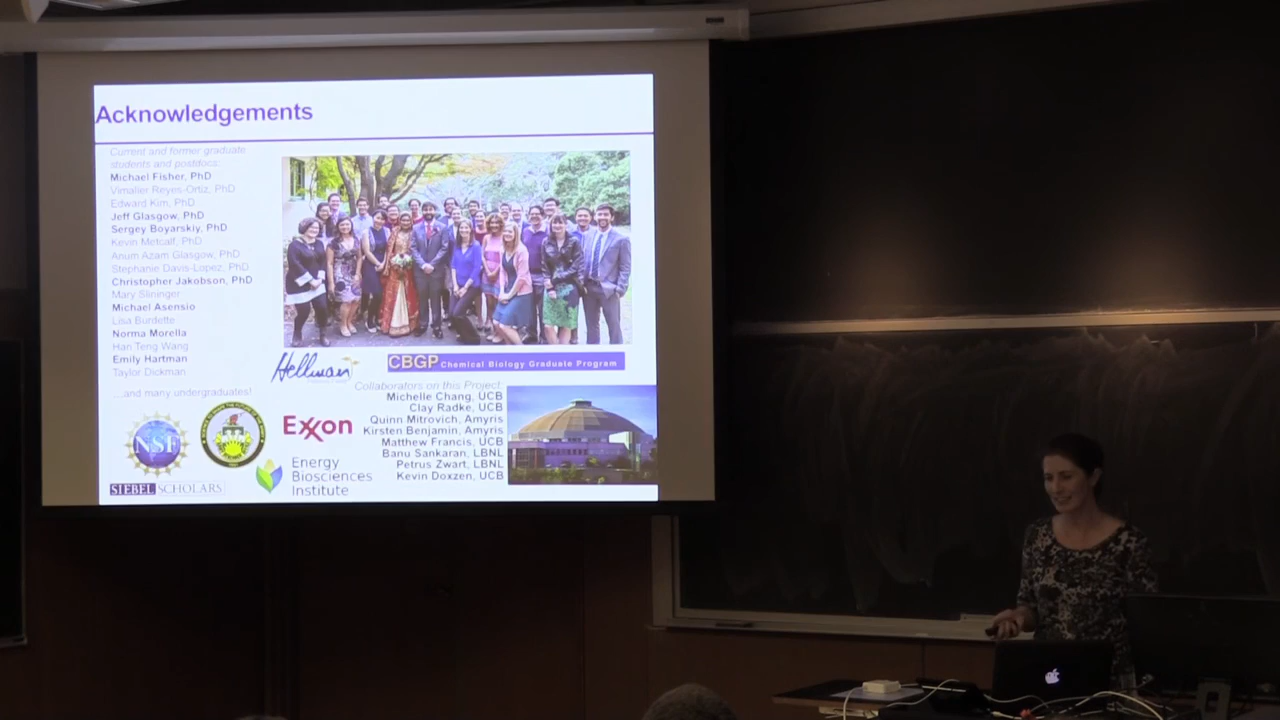 Acknowledgements
Current and former graduate
students and postdocs:
Michael Fisher, PhD
Vimalier Reyes-Ortiz, PhD
Edward Kim, PhD
Jeff Glasgow, PhD
Sergey Boyarskiy, PhD
Kevin Metcalf, PhD
Anum Azam Glasgow, PhD
Stephanie Davis-Lopez, PhD
Christopher Jakobson, PhD
Mary Slininger
Michael Asensio
Lisa Burdette
Norma Morella
Han Teng Wang
Emily Hartman
Taylor Dickman
...and many undergraduates!
Hellman
CBGP Chemical Biology Graduate Program
Collaborators on this Project:
Michelle Chang, UCB
Clay Radke, UCB
Quinn Mitrovich, Amyris
Kirsten Benjamin, Amyris
Matthew Francis, UCB
Banu Sankaran, LBNL
Petrus Zwart, LBNL
Kevin Doxzen, UCB
NSF
Exxon
Energy
Biosciences
Institute
SIEBEL SCHOLARS